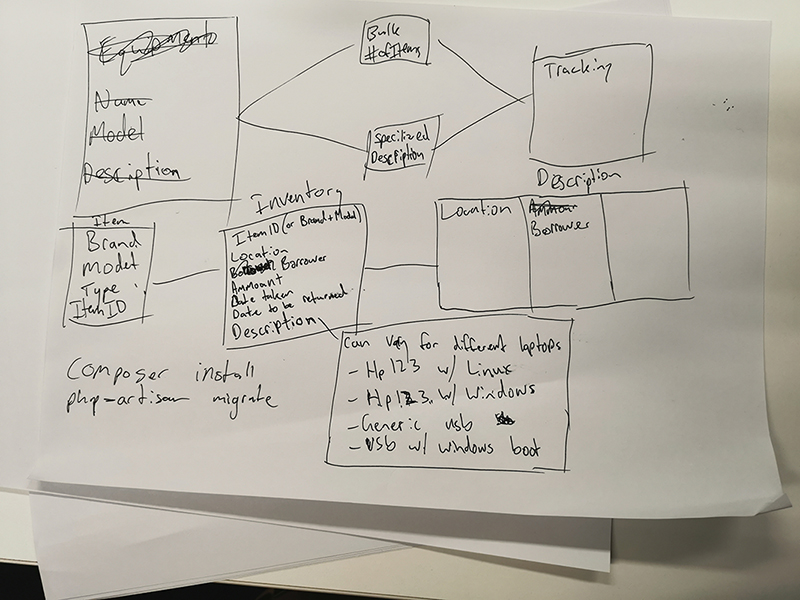 Equipment
Name
Model
Description
Bulk
# of Items
Specilized
Description
Tracking
Item
Brand
Model
Type
Item ID
Inventory
Item ID (or Brand + Model)
Location
Borrower
Ammount
Date taken
Date to be returned
Description
Description
Location
Ammoun
Borrower
Can vary for different laptops
- Hp 123 w/ Linux
- Hp 123. w/ Windows
- Generic usb
- USB w/ windows boot
Composer install
php-artisan migrate